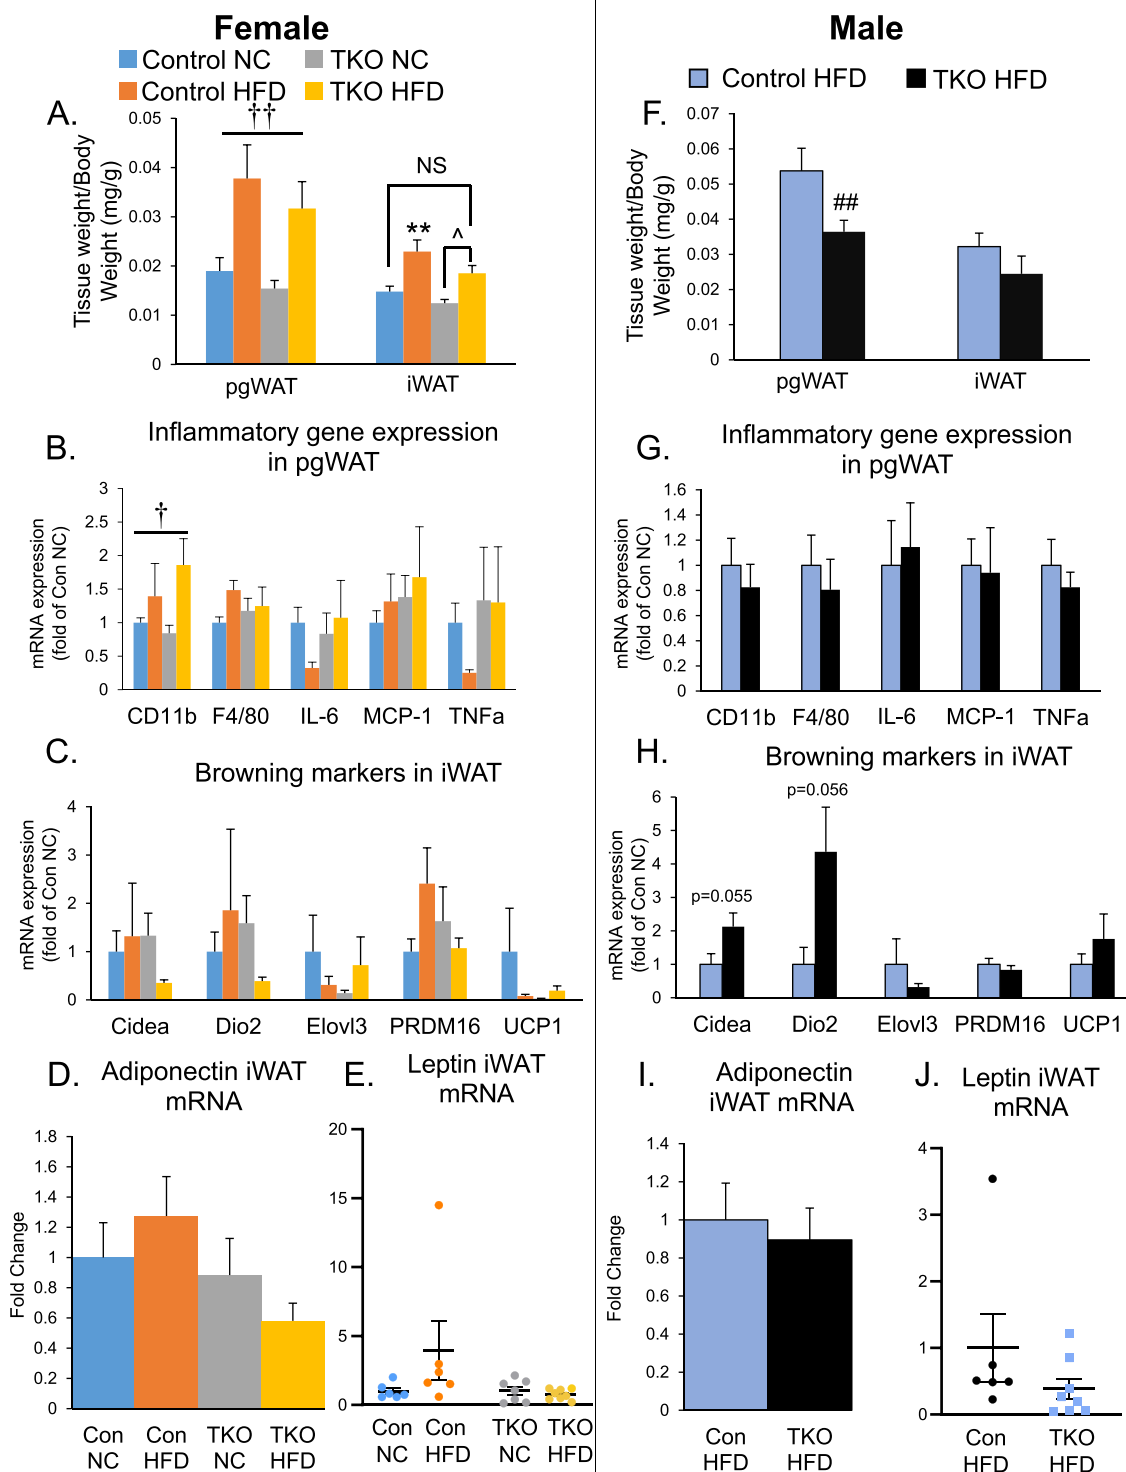 Female
Control NC
TKO NC
Control HFD
TKO HFD
A.
Tissue weight/Body
Weight (mg/g)
0.05
0.04
0.03
0.02
0.01
0
††
NS
**
^
pgWAT
iWAT
B.
Inflammatory gene expression
in pgWAT
mRNA expression
(fold of Con NC)
3
2.5
2
1.5
1
0.5
0
†
CD11b
F4/80
IL-6
MCP-1
TNFa
C.
Browning markers in iWAT
mRNA expression
(fold of Con NC)
4
3
2
1
0
Cidea
Dio2
Elovl3
PRDM16
UCP1
D.
Adiponectin iWAT
mRNA
Fold Change
1.8
1.6
1.4
1.2
1
0.8
0.6
0.4
0.2
0
Con
NC
Con
HFD
TKO
NC
TKO
HFD
E.
Leptin iWAT
mRNA
20
15
10
5
0
Con
NC
Con
HFD
TKO
NC
TKO
HFD
Male
Control HFD
TKO HFD
F.
Tissue weight/Body
Weight (mg/g)
0.07
0.06
0.05
0.04
0.03
0.02
0.01
0
##
pgWAT
iWAT
G.
Inflammatory gene expression
in pgWAT
mRNA expression
(fold of Con NC)
1.6
1.4
1.2
1
0.8
0.6
0.4
0.2
0
CD11b
F4/80
IL-6
MCP-1
TNFa
H.
Browning markers in iWAT
mRNA expression
(fold of Con NC)
6
5
4
3
2
1
0
p=0.055
p=0.056
Cidea
Dio2
Elovl3
PRDM16
UCP1
I.
Adiponectin
iWAT mRNA
Fold Change
1.4
1.2
1
0.8
0.6
0.4
0.2
0
Con
HFD
TKO
HFD
J.
Leptin iWAT
mRNA
4
3
2
1
0
Con
HFD
TKO
HFD